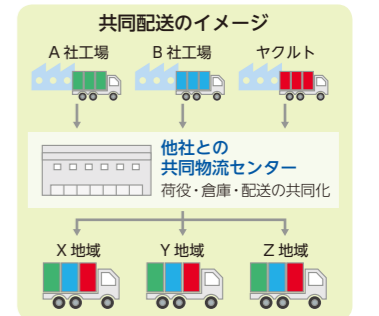 共同配送のイメージ
A 社工場
B 社工場
ヤクルト
他社との
共同物流センター
荷役・倉庫・配送の共同化
X 地域
Y 地域
Z 地域